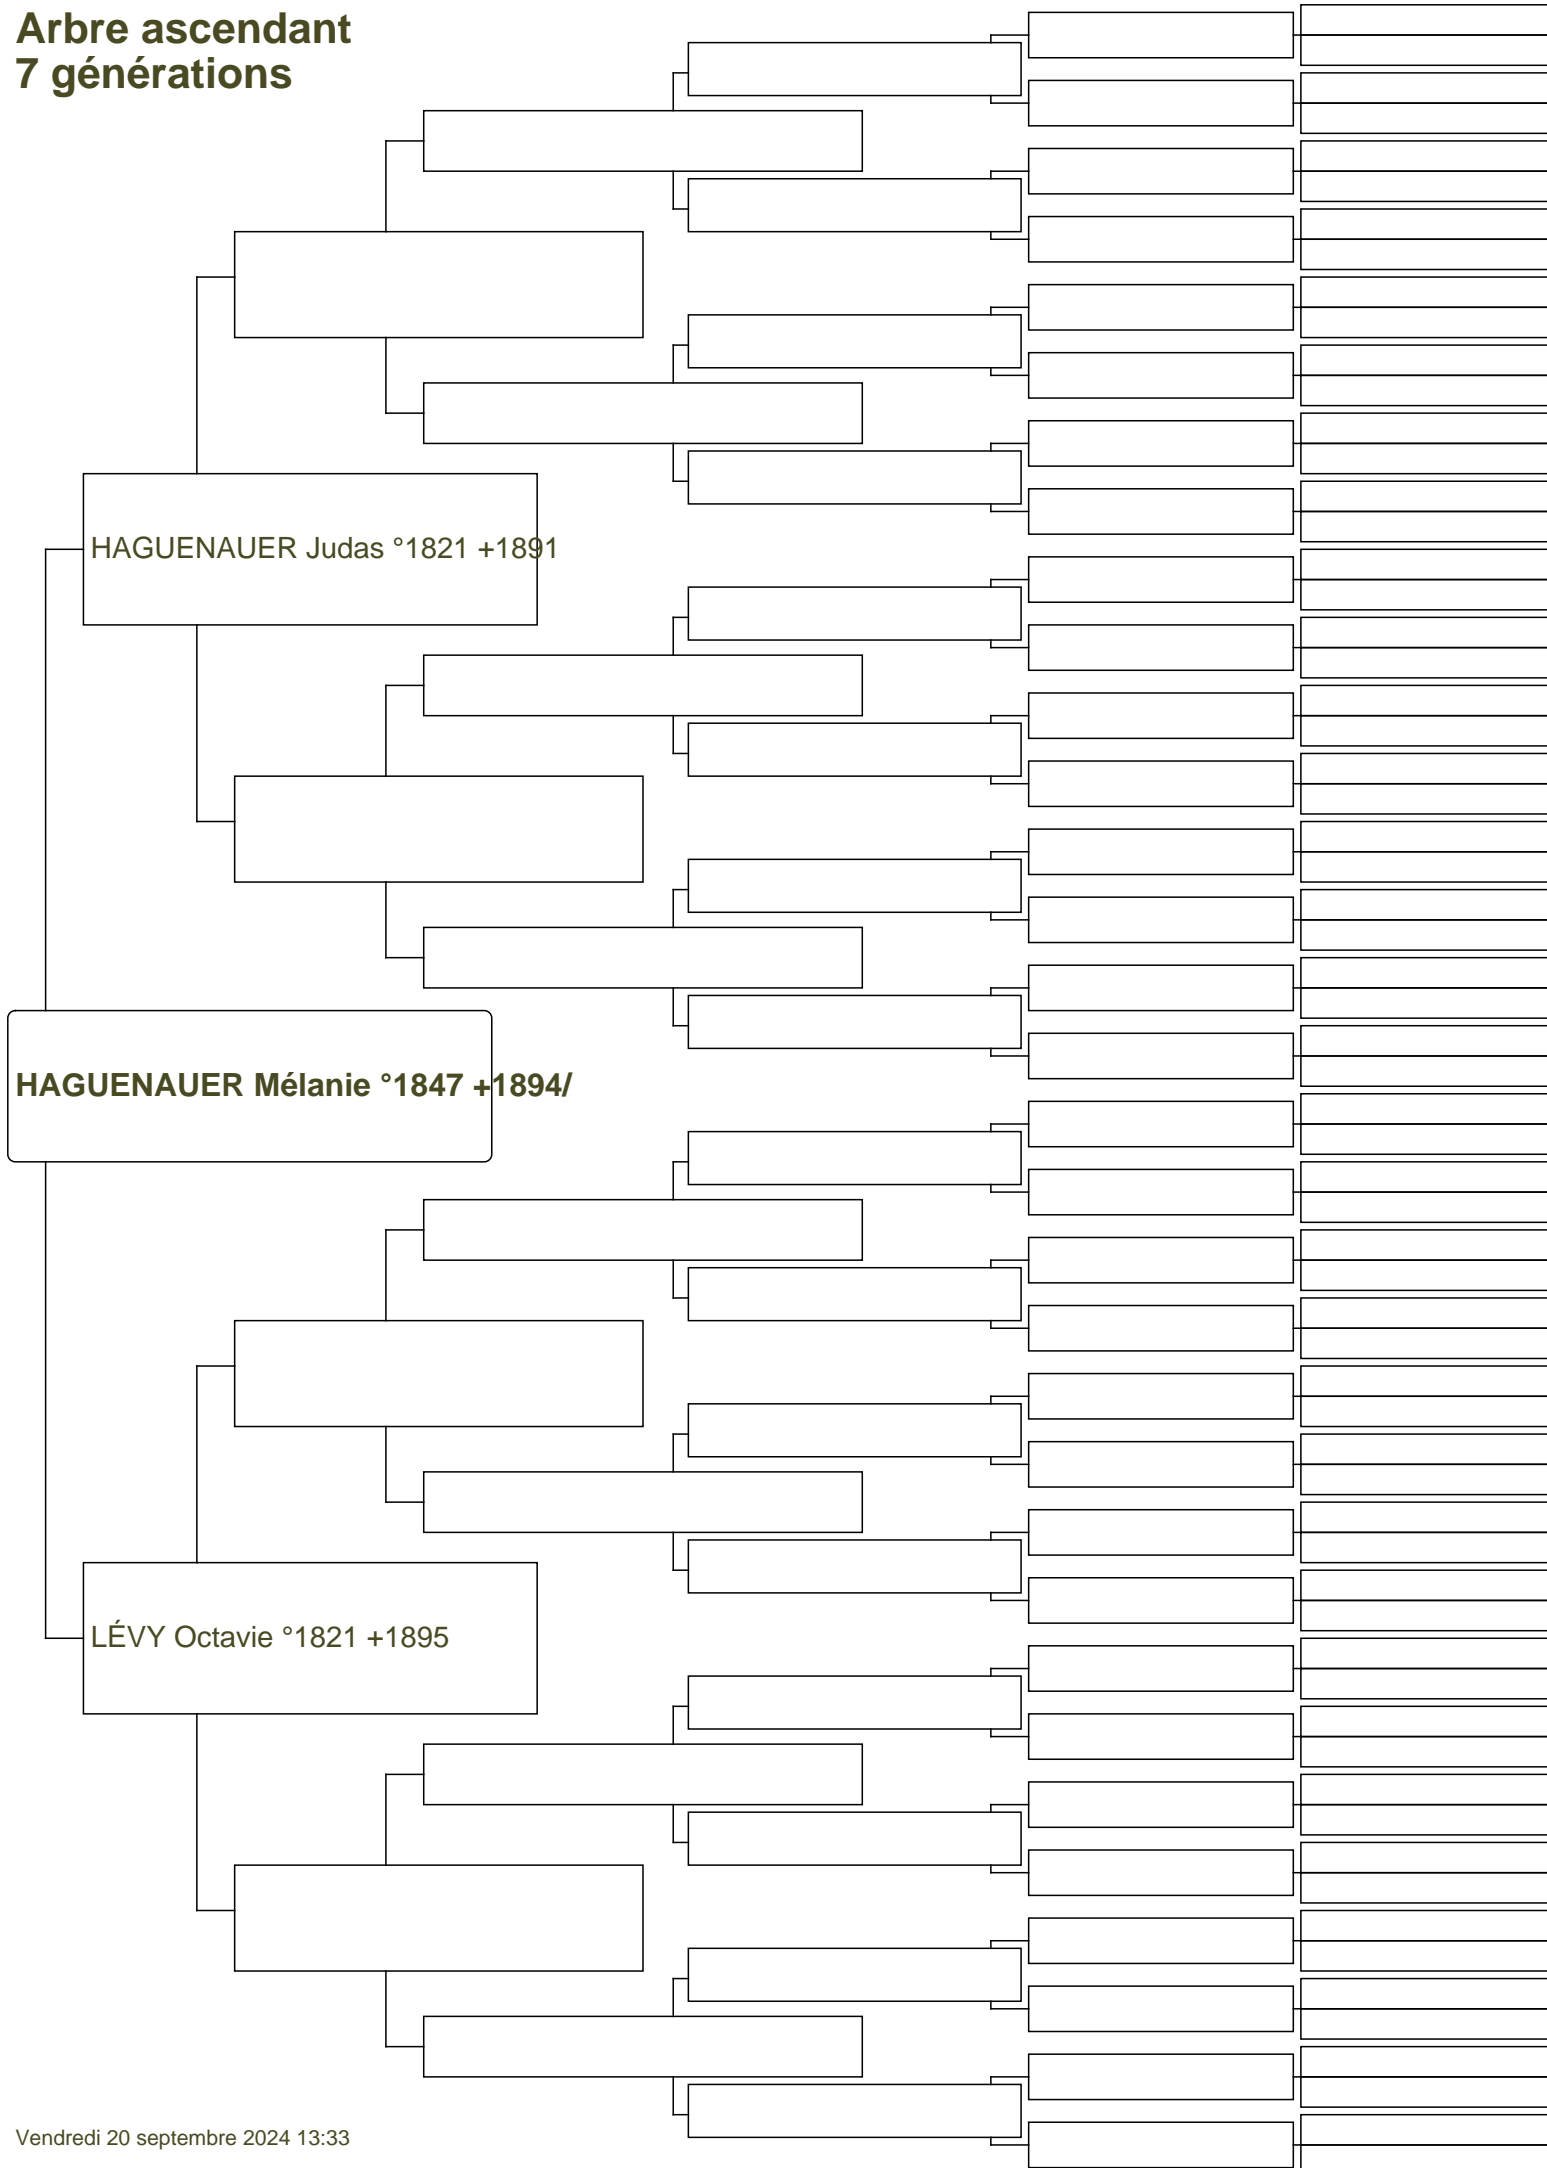 Arbre ascendant
7 générations
HAGUENAUER Judas °1821 +1891
HAGUENAUER Mélanie °1847 +1894/
LÉVY Octavie °1821 +1895
Vendredi 20 septembre 2024 13:33